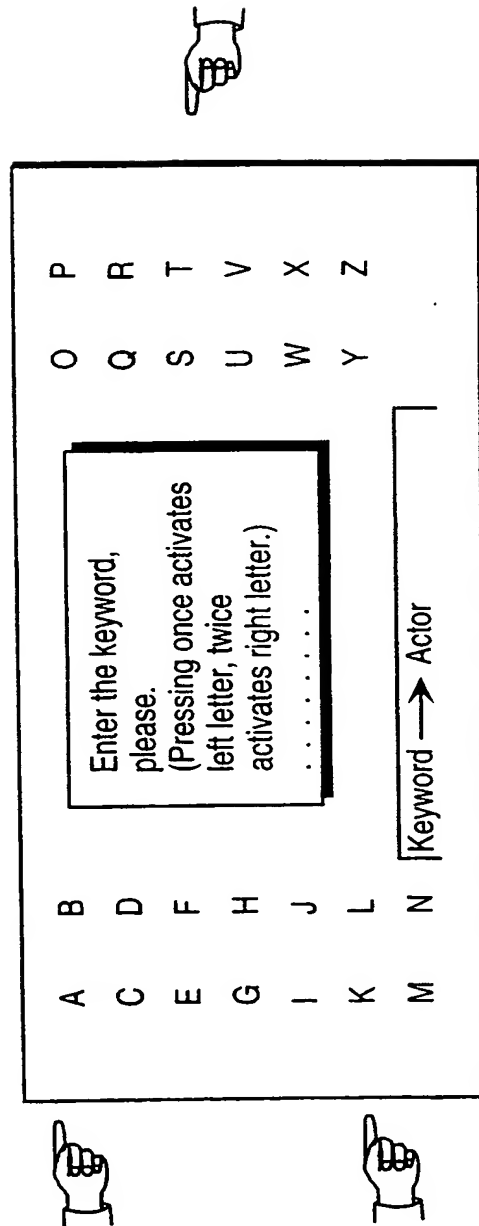 A B
C D
E F
G H
I J
K L
M N
Enter the keyword,
please.
(Pressing once activates
left letter, twice
activates right letter.)
. . . . . . . . .
O P
Q R
S T
U V
W X
Y Z
Keyword → Actor